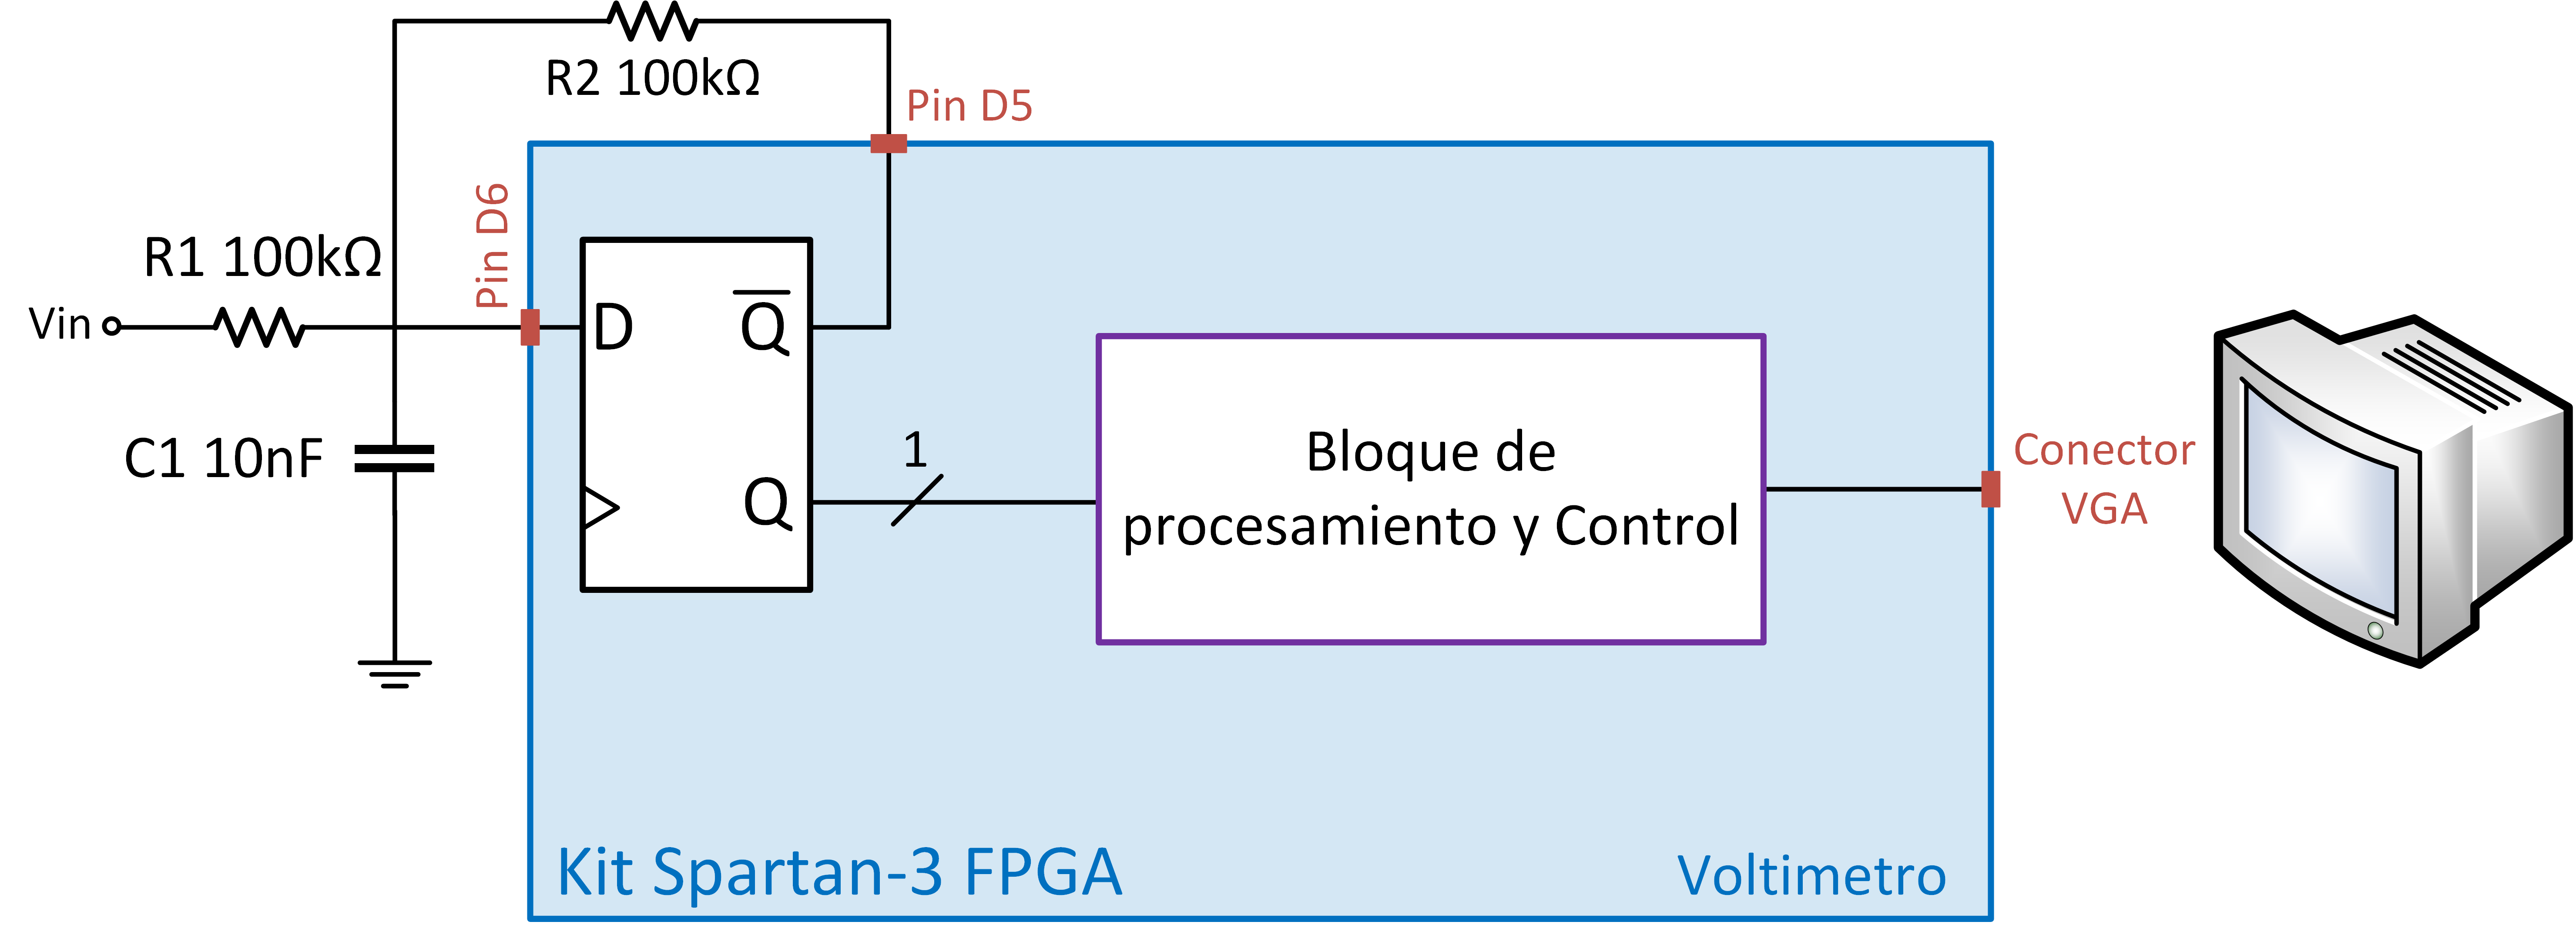 R2 100kΩ
Pin D5
Pin D6
R1 100kΩ
Vin
D
Q
C1 10nF
1
Q
Bloque de
procesamiento y Control
Conector
VGA
Kit Spartan-3 FPGA
Voltimetro